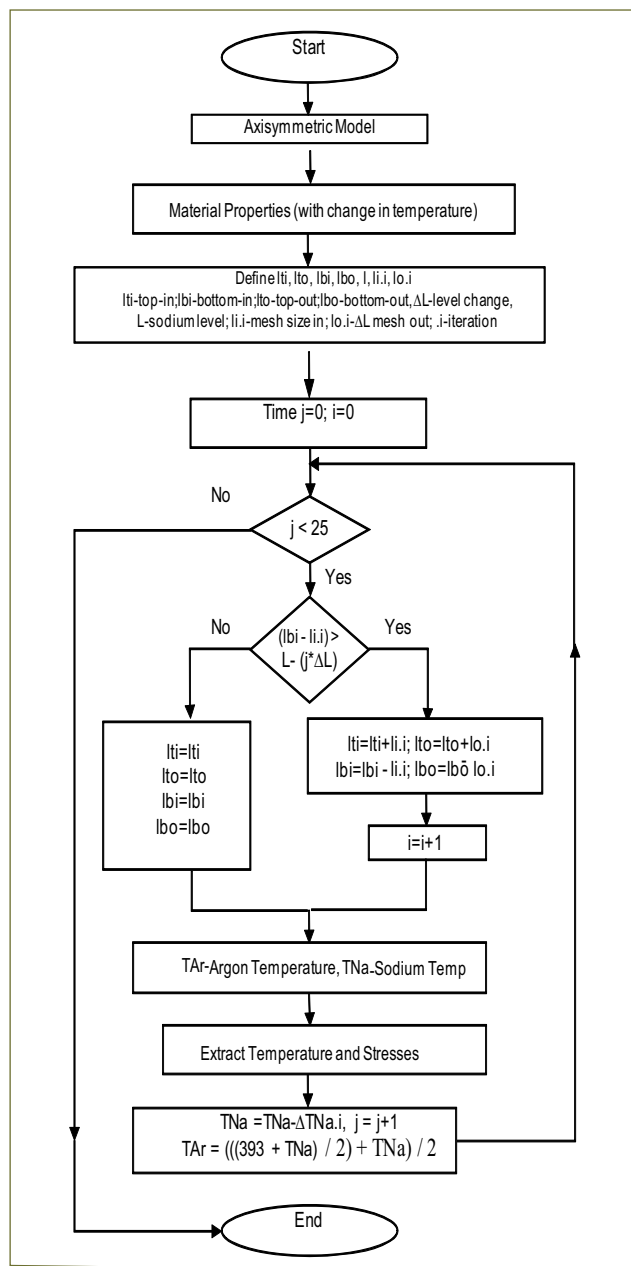 Start
Axisymmetric Model
Material Properties (with change in temperature)
Define lti, lto, lbi, lbo, l, li.i, lo.i
lti-top-in;lbi-bottom-in;lto-top-out;lbo-bottom-out,ΔL-level change,
L-sodium level; li.i-mesh size in; lo.i-ΔL mesh out; .i-iteration
Time j=0; i=0
No
j < 25
Yes
No
(lbi - li.i) >
L- (j*ΔL)
Yes
lti=lti
lto=lto
lbi=lbi
lbo=lbo
lti=lti+li.i; lto=lto+lo.i
lbi=lbi - li.i; lbo=lbō lo.i
i=i+1
TAr-Argon Temperature, TNa-Sodium Temp
Extract Temperature and Stresses
TNa =TNa-ΔTNa.i, j = j+1
TAr = (((393 + TNa) / 2) + TNa) / 2
End